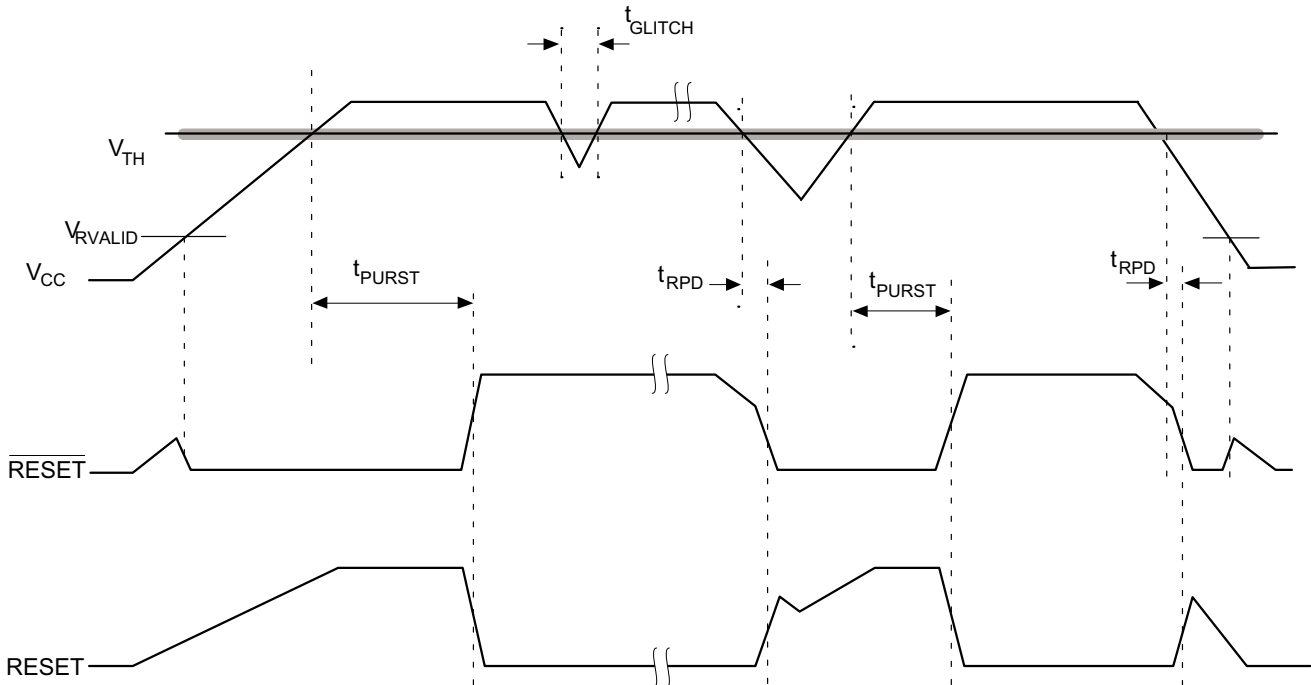 tGLITCH
VTH
VRVALID
VCC
tPURST
tRPD
tPURST
tRPD
RESET
RESET